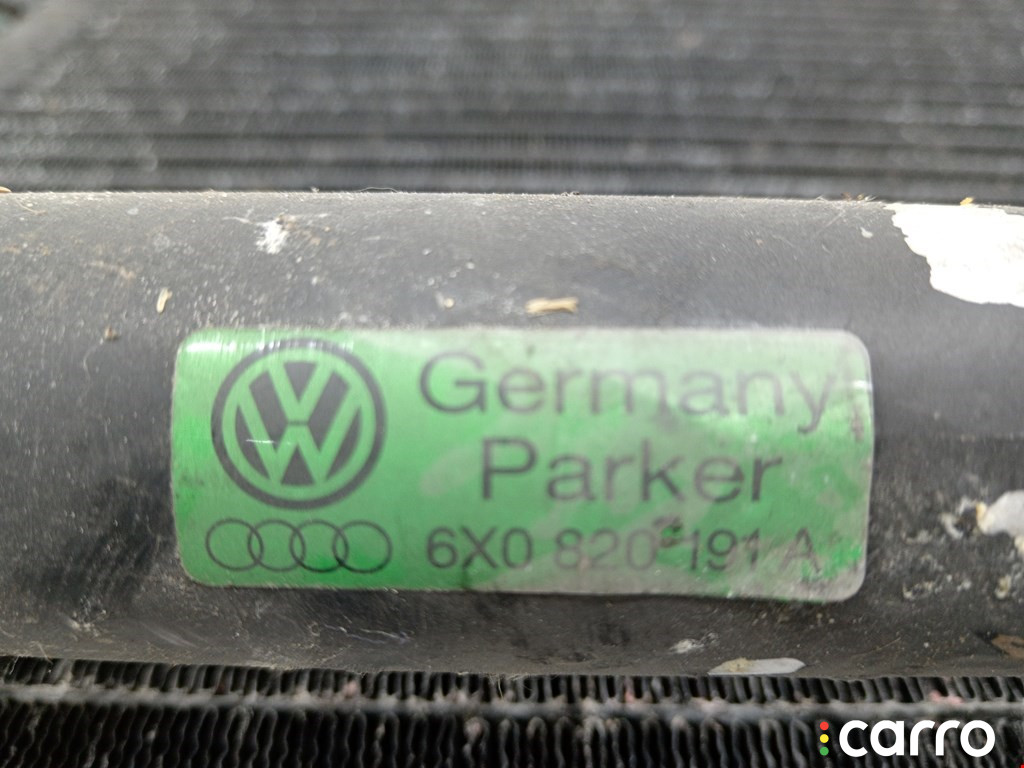 Germany
Parker
6X0 820 191 A
carro